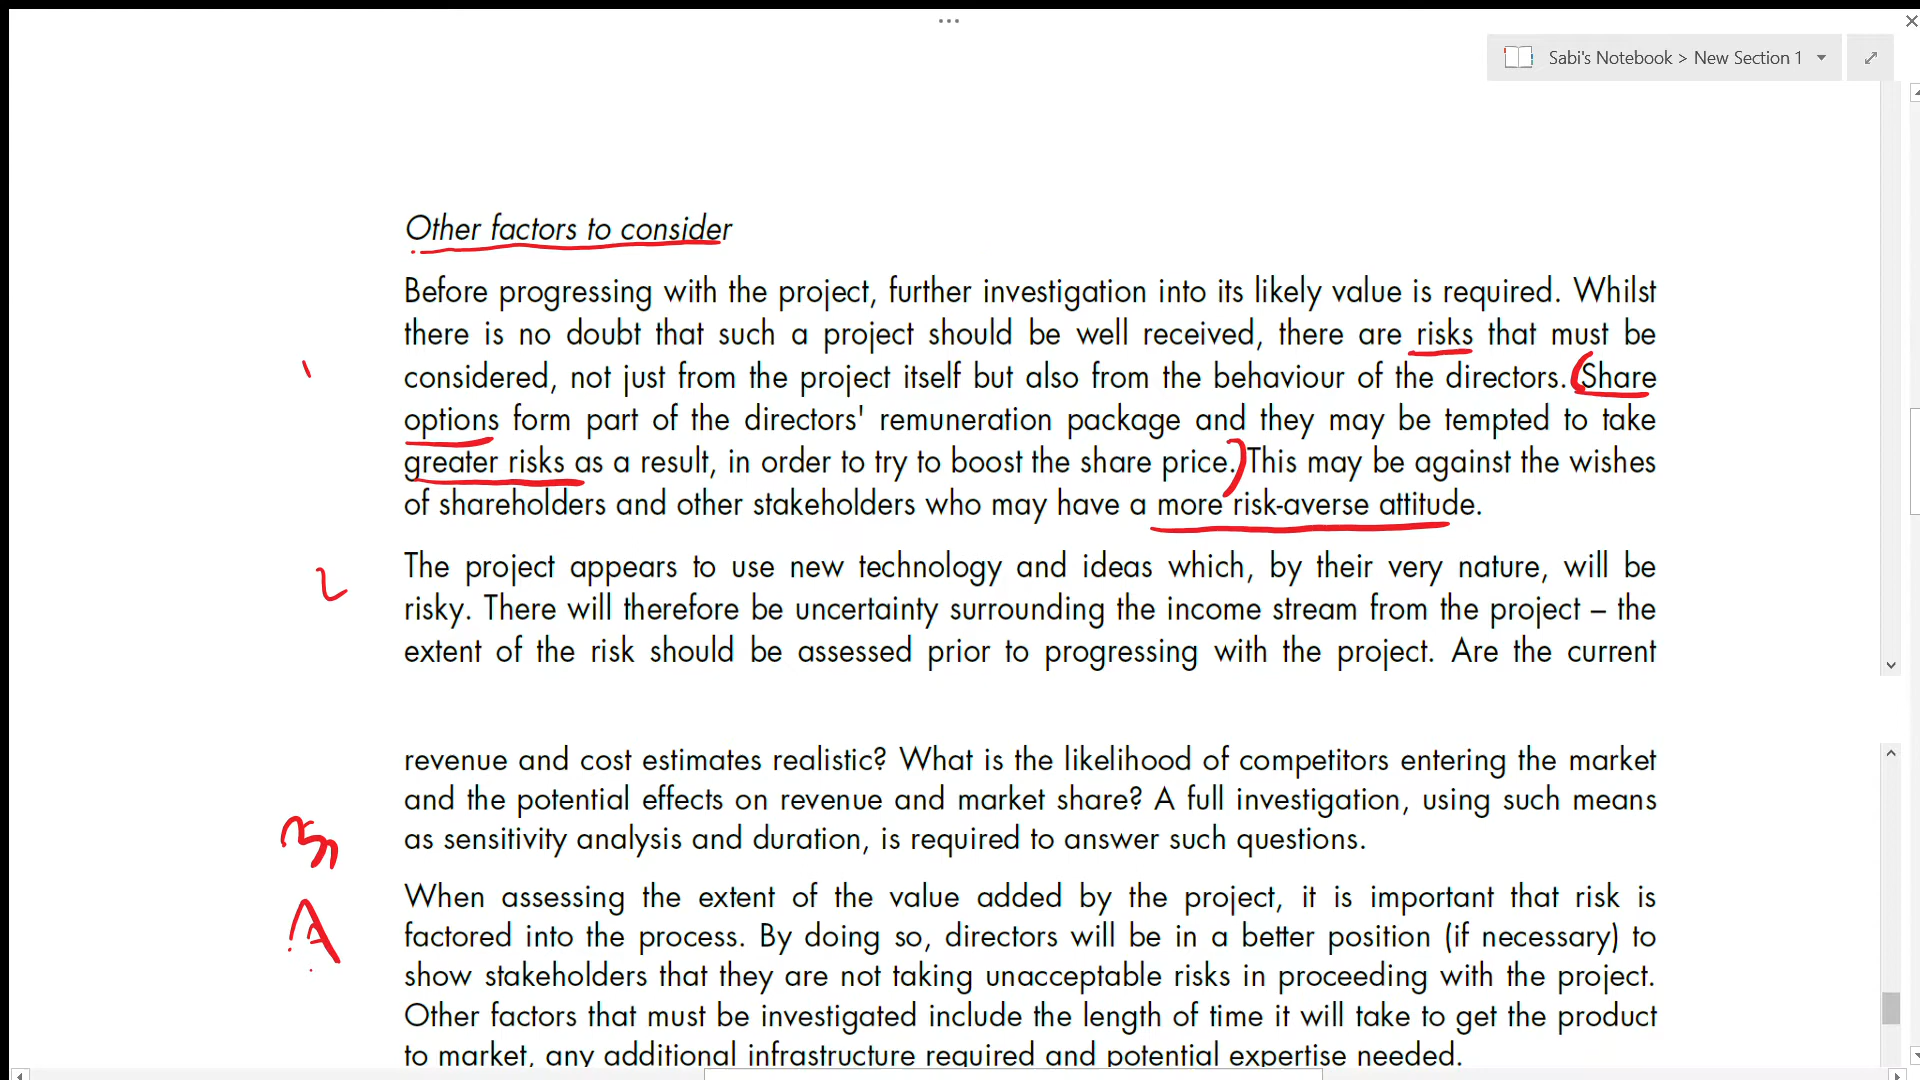 Sabi's Notebook > New Section 1
Other factors to consider
Before progressing with the project, further investigation into its likely value is required. Whilst
there is no doubt that such a project should be well received, there are risks that must be
considered, not just from the project itself but also from the behaviour of the directors. Share
options form part of the directors' remuneration package and they may be tempted to take
greater risks as a result, in order to try to boost the share price. This may be against the wishes
of shareholders and other stakeholders who may have a more risk-averse attitude.
2
The project appears to use new technology and ideas which, by their very nature, will be
risky. There will therefore be uncertainty surrounding the income stream from the project – the
extent of the risk should be assessed prior to progressing with the project. Are the current
revenue and cost estimates realistic? What is the likelihood of competitors entering the market
and the potential effects on revenue and market share? A full investigation, using such means
as sensitivity analysis and duration, is required to answer such questions.
When assessing the extent of the value added by the project, it is important that risk is
factored into the process. By doing so, directors will be in a better position (if necessary) to
show stakeholders that they are not taking unacceptable risks in proceeding with the project.
Other factors that must be investigated include the length of time it will take to get the product
to market, any additional infrastructure required and potential expertise needed.